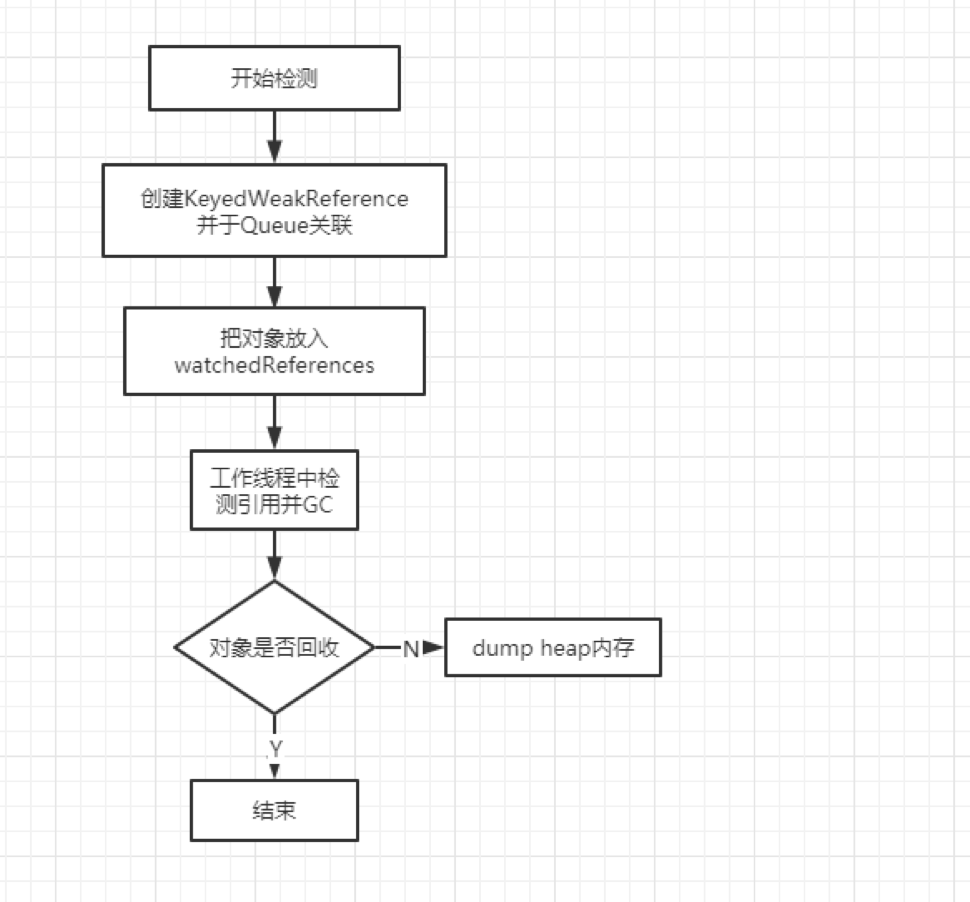 开始检测
创建KeyedWeakReference
并于Queue关联
把对象放入
watchedReferences
工作线程中检
测引用并GC
对象是否回收
N
dump heap内存
Y
结束